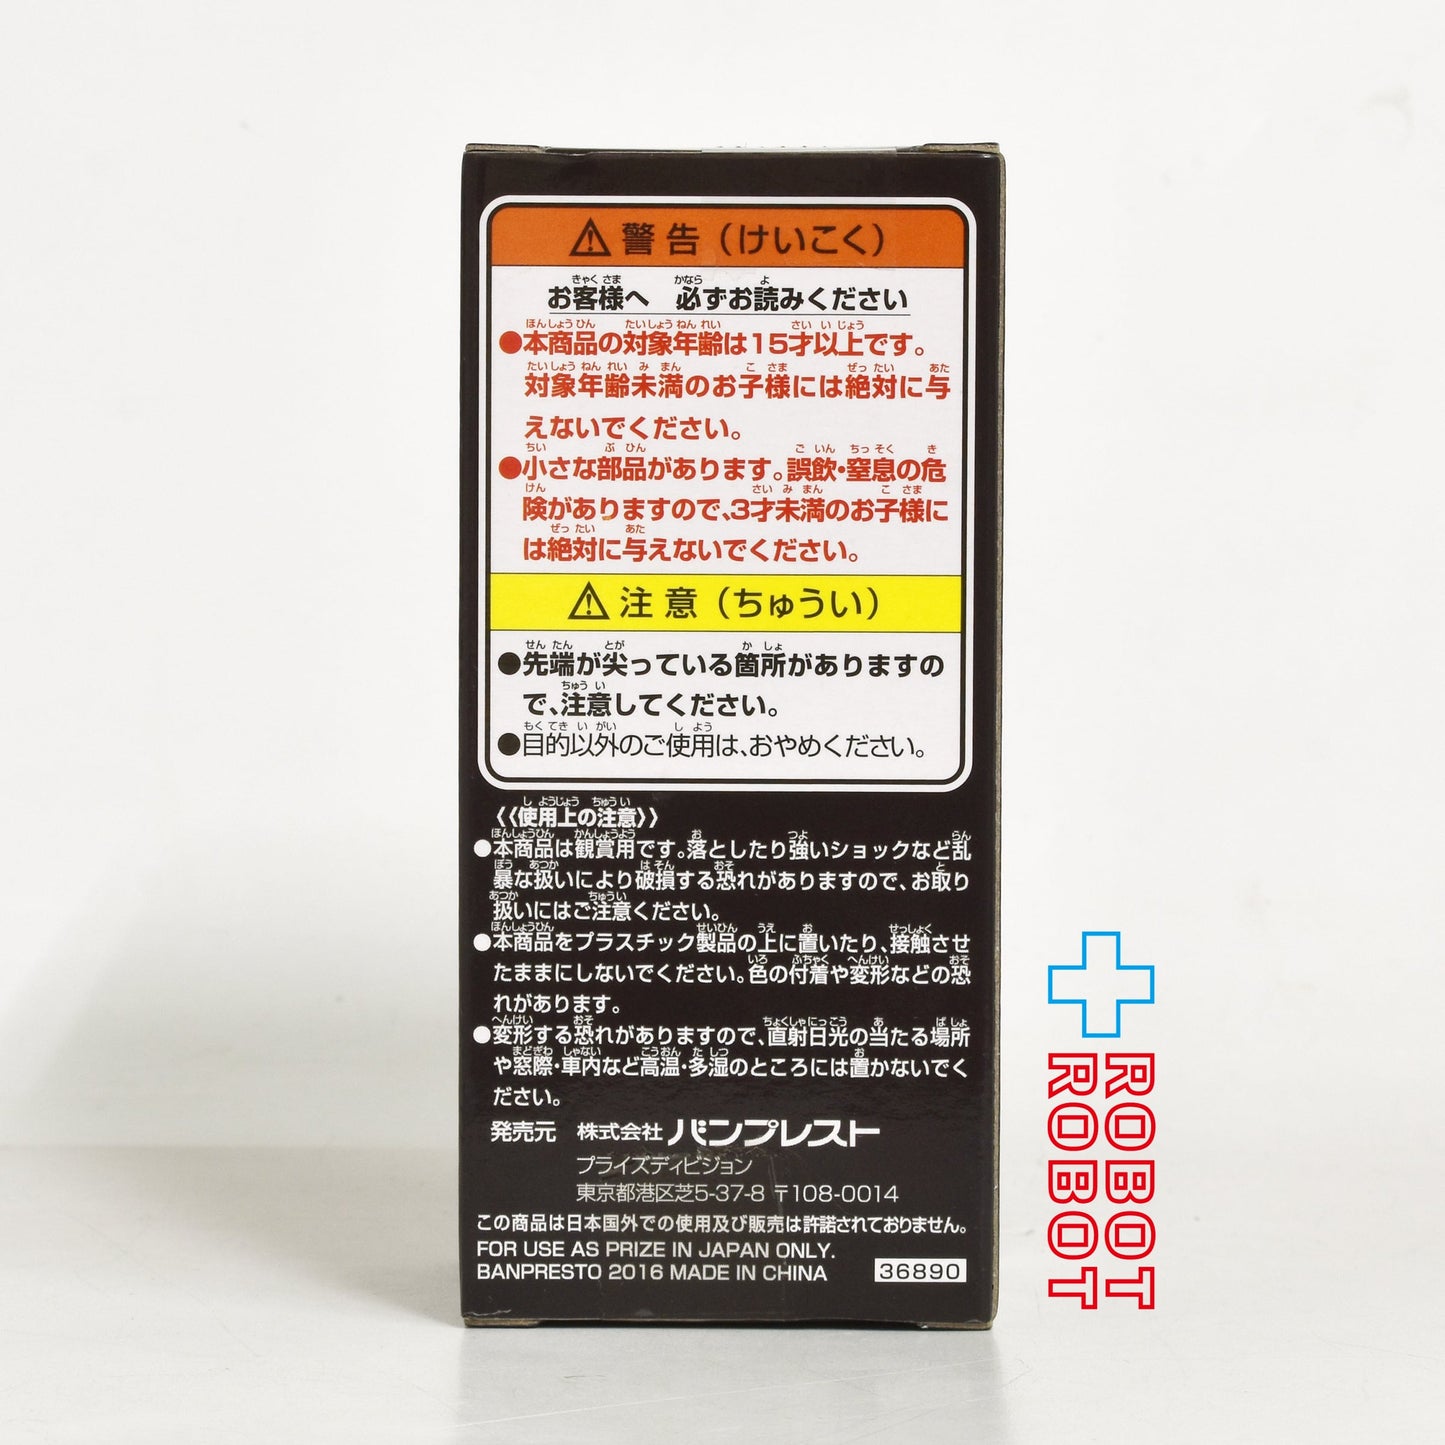 警告（けいこく）
お客様へ　必ずお読みください
●本商品の対象年齢は15才以上です。
対象年齢未満のお子様には絶対に与
えないでください。
●小さな部品があります。誤飲・窒息の危
険がありますので、3才未満のお子様に
は絶対に与えないでください。
注意（ちゅうい）
●先端が尖っている箇所がありますの
で、注意してください。
●目的以外のご使用は、おやめください。
《使用上の注意》
●本商品は観賞用です。落としたり強いショックなど乱
暴な扱いにより破損する恐れがありますので、お取り
扱いにはご注意ください。
●本商品をプラスチック製品の上に置いたり、接触させ
たままにしないでください。色の付着や変形などの恐
れがあります。
●変形する恐れがありますので、直射日光の当たる場所
や窓際・車内など高温・多湿のところには置かないでく
ださい。
発売元　株式会社 バンプレスト
プライズディビジョン
東京都港区芝5-37-8 〒108-0014
この商品は日本国外での使用及び販売は許諾されておりません。
FOR USE AS PRIZE IN JAPAN ONLY.
BANPRESTO 2016 MADE IN CHINA 36890
ROBOT
ROBOT